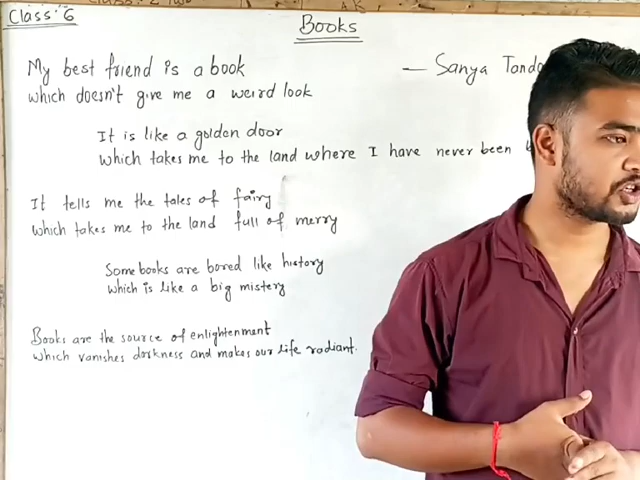 Class: 6
Books
My best friend is a book
— Sanya
which doesn't give me a weird look
It is like a golden door
which takes me to the land where I have never been
It tells me the tales of fairy
which takes me to the land full of merry
Some books are bored like history
which is like a big mistery
Books are the source of enlightenment
which vanishes darkness and makes our life radiant.